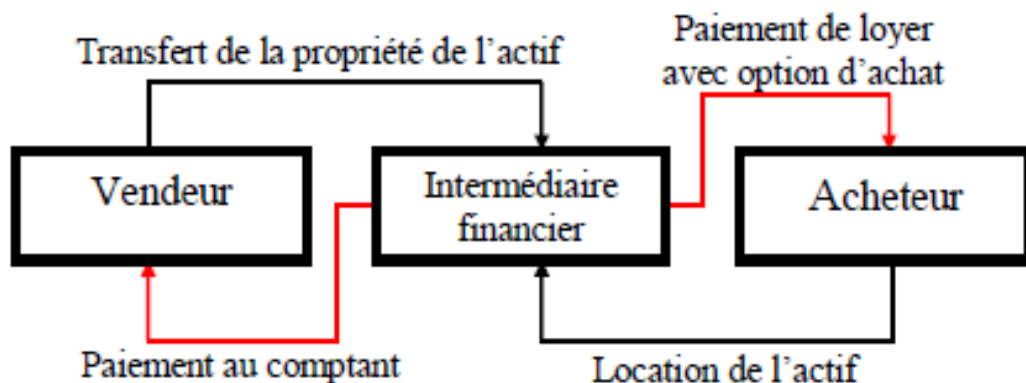 Transfert de la propriété de l'actif
Paiement de loyer
avec option d'achat
Vendeur
Intermédiaire
financier
Acheteur
Paiement au comptant
Location de l'actif